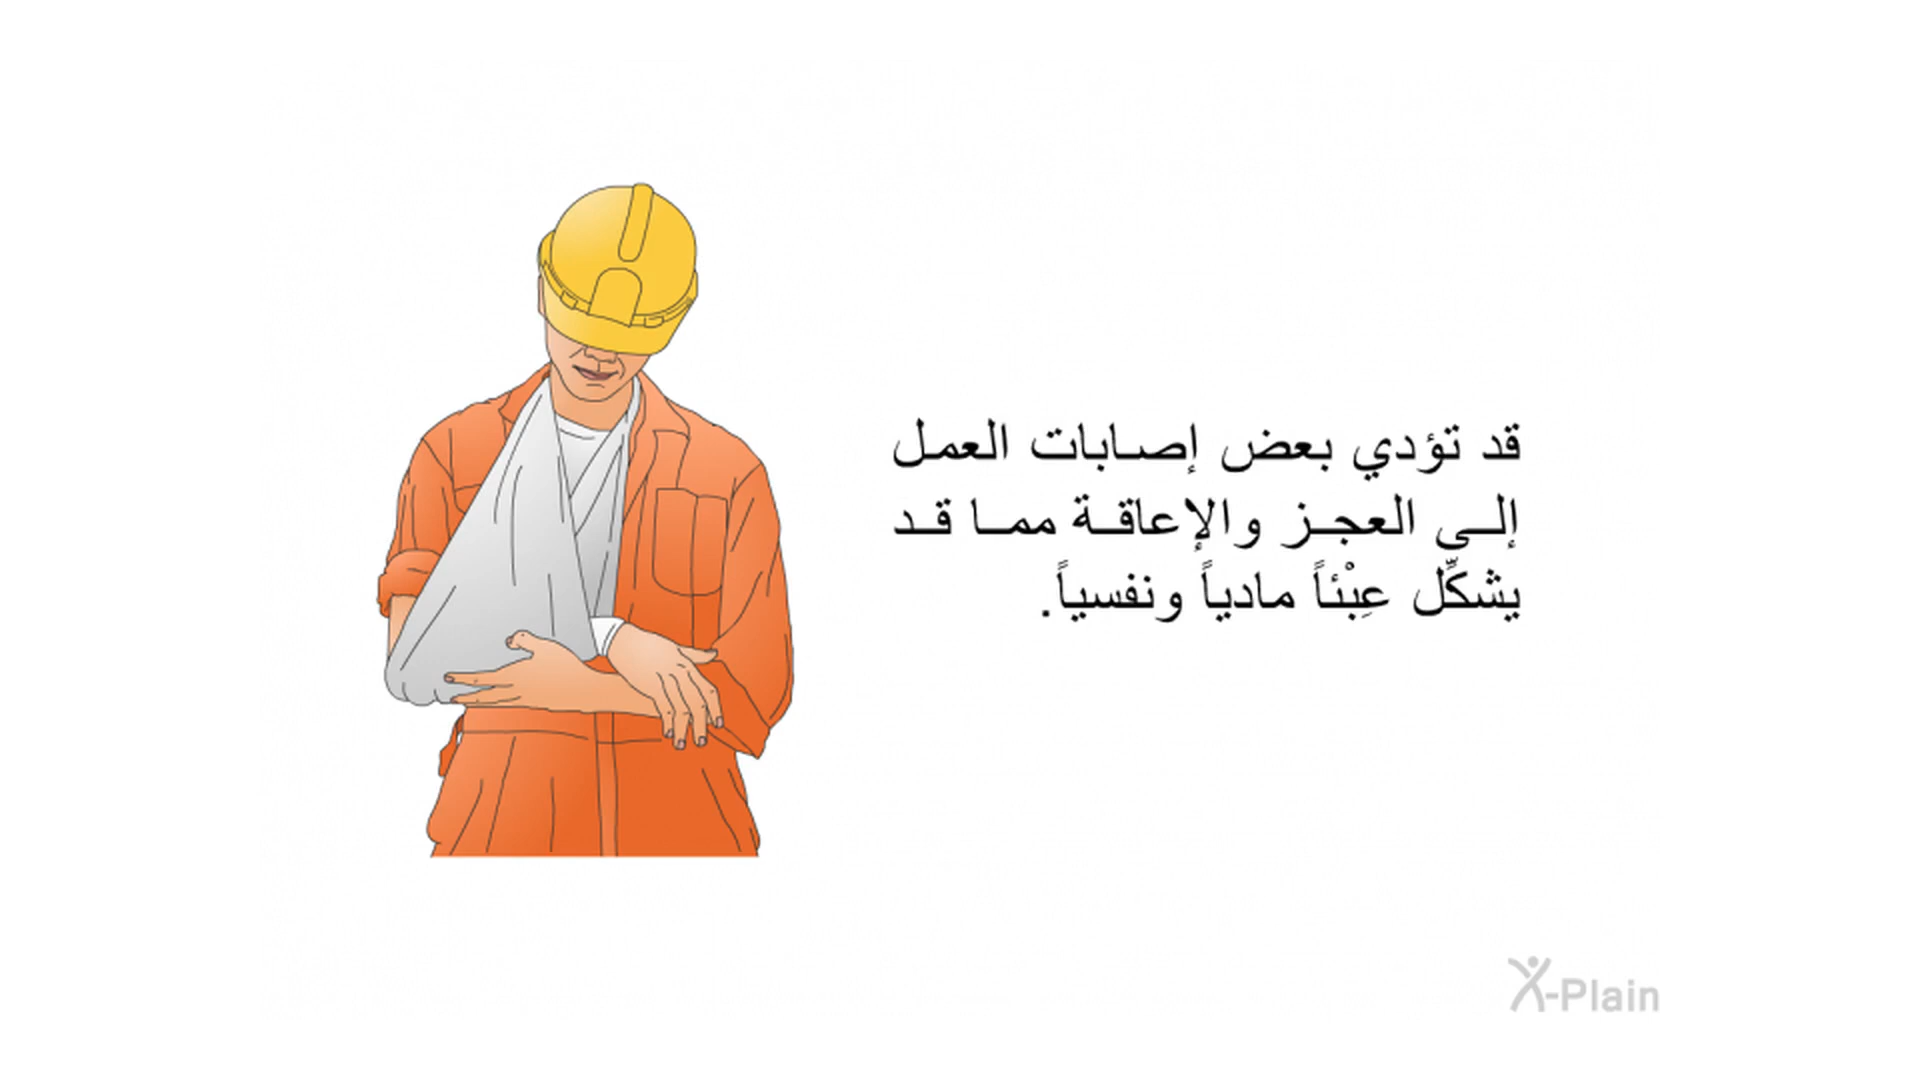 قد تؤدي بعض إصابات العمل
إلى العجز والإعاقة مما قد
يشكِّل عِبْئاً مادياً ونفسياً.
X-Plain